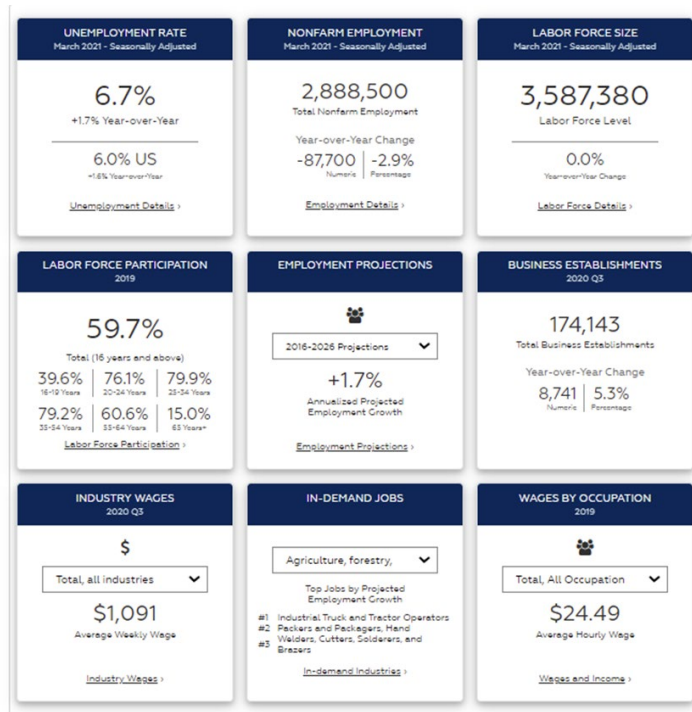 UNEMPLOYMENT RATE
March 2021 - Seasonally Adjusted
6.7%
+1.7% Year-over-Year
6.0% US
+1.6% Year-over-Year
Unemployment Details ›
NONFARM EMPLOYMENT
March 2021 - Seasonally Adjusted
2,888,500
Total Nonfarm Employment
Year-over-Year Change
-87,700 -2.9%
Numeric Percentage
Employment Details ›
LABOR FORCE SIZE
March 2021 - Seasonally Adjusted
3,587,380
Labor Force Level
0.0%
Year-over-Year Change
Labor Force Details ›
LABOR FORCE PARTICIPATION
2019
59.7%
Total (16 years and above)
39.6% 76.1% 79.9%
16-19 Years 20-24 Years 25-34 Years
79.2% 60.6% 15.0%
35-54 Years 55-64 Years 65 Years+
Labor Force Participation ›
EMPLOYMENT PROJECTIONS
2016-2026 Projections
+1.7%
Annualized Projected
Employment Growth
Employment Projections ›
BUSINESS ESTABLISHMENTS
2020 Q3
174,143
Total Business Establishments
Year-over-Year Change
8,741 5.3%
Numeric Percentage
INDUSTRY WAGES
2020 Q3
$
Total, all industries
$1,091
Average Weekly Wage
Industry Wages ›
IN-DEMAND JOBS
Agriculture, forestry,
Top Jobs by Projected
Employment Growth
#1 Industrial Truck and Tractor Operators
#2 Packers and Packagers, Hand
#3 Welders, Cutters, Solderers, and
Brazers
In-demand Industries ›
WAGES BY OCCUPATION
2019
Total, All Occupation
$24.49
Average Hourly Wage
Wages and Income ›